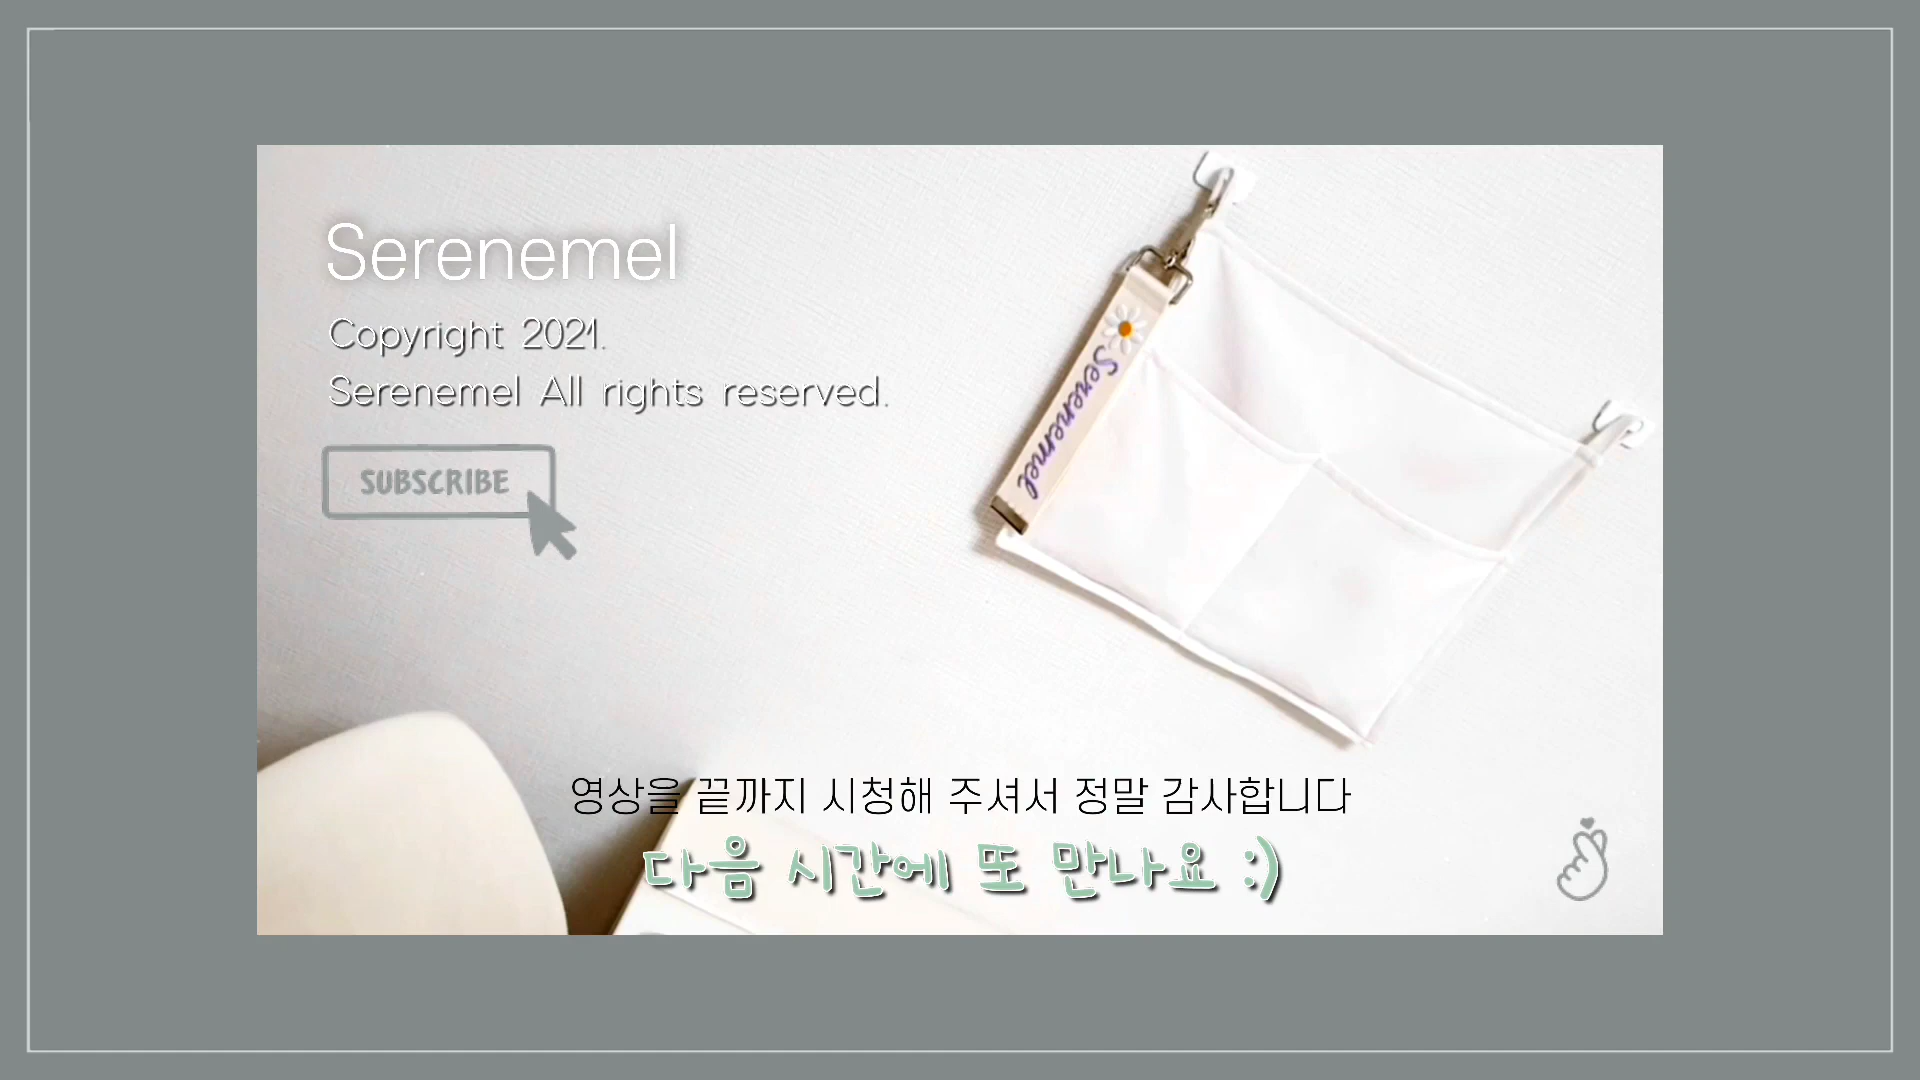 Serenemel
Copyright 2021.
Serenemel All rights reserved.
SUBSCRIBE
Serenemel
영상을 끝까지 시청해 주셔서 정말 감사합니다
다음 시간에 또 만나요 :)